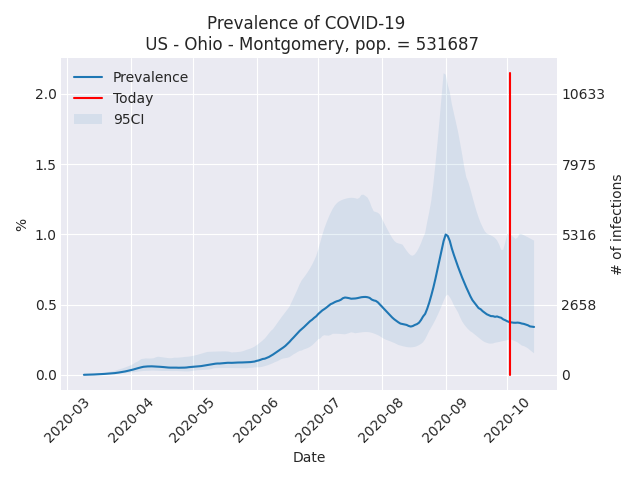 Prevalence of COVID-19
US - Ohio - Montgomery, pop. = 531687
Prevalence
Today
95CI
2.0
1.5
1.0
0.5
0.0
%
10633
7975
5316
2658
0
# of infections
2020-03
2020-04
2020-05
2020-06
2020-07
2020-08
2020-09
2020-10
Date